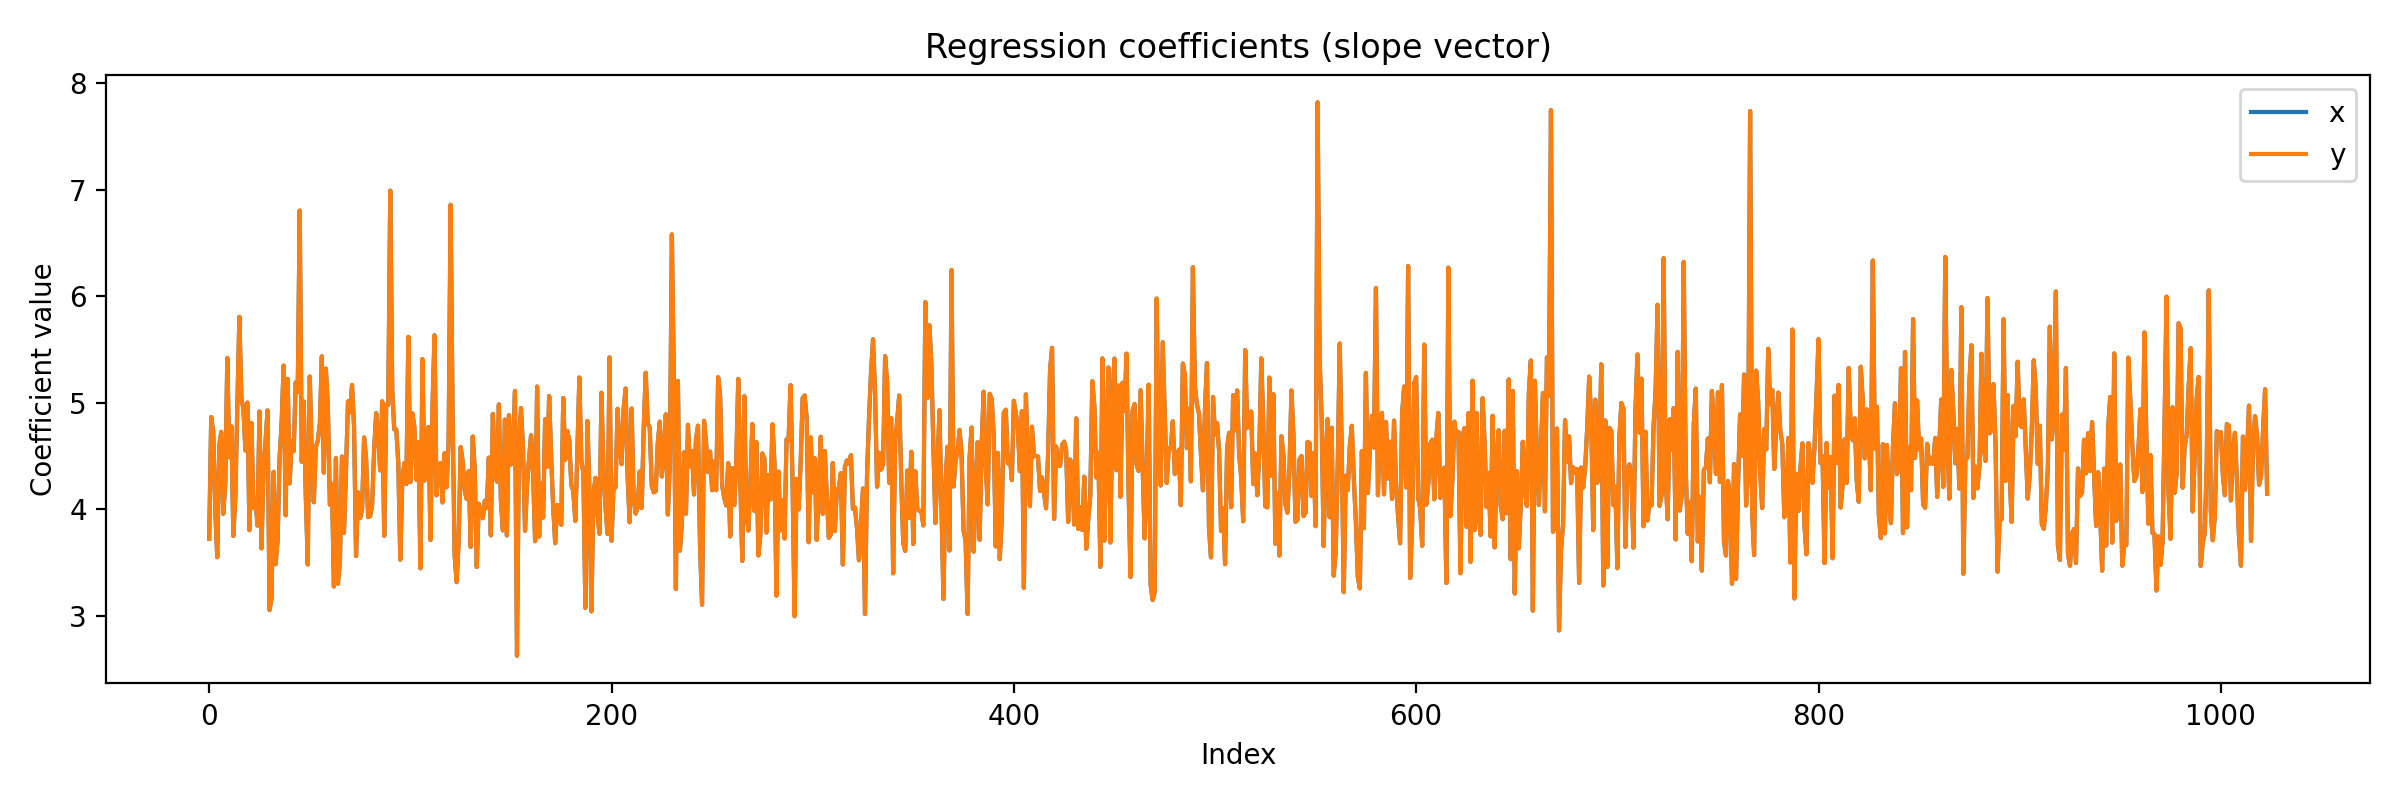 Regression coefficients (slope vector)
x
y
Coefficient value
8
7
6
5
4
3
0
200
400
600
800
1000
Index